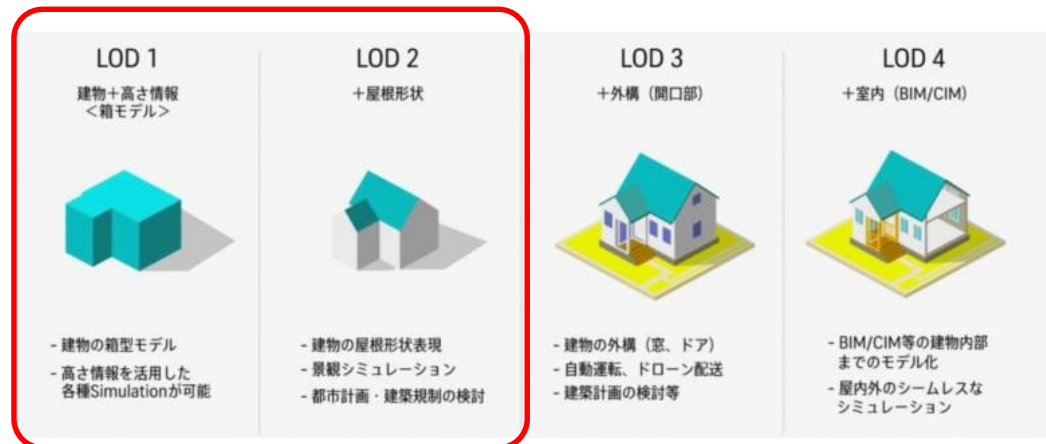 LOD 1
建物＋高さ情報
＜箱モデル＞
- 建物の箱型モデル
- 高さ情報を活用した
各種Simulationが可能
LOD 2
＋屋根形状
- 建物の屋根形状表現
- 景観シミュレーション
- 都市計画・建築規制の検討
LOD 3
＋外構（開口部）
- 建物の外構（窓、ドア）
- 自動運転、ドローン配送
- 建築計画の検討等
LOD 4
＋室内（BIM/CIM）
- BIM/CIM等の建物内部
までのモデル化
- 屋内外のシームレスな
シミュレーション